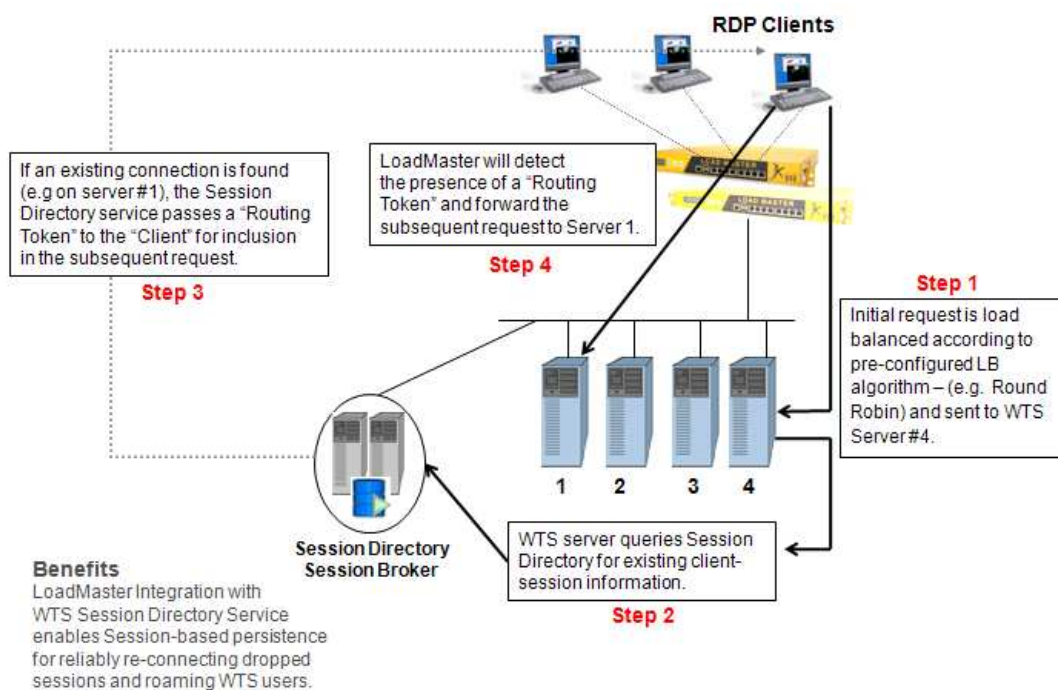 RDP Clients
If an existing connection is found
(e.g on server #1), the Session
Directory service passes a “Routing
Token” to the “Client” for inclusion
in the subsequent request.
Step 3
LoadMaster will detect
the presence of a “Routing
Token” and forward the
subsequent request to Server 1.
Step 4
LOAD MASTER
LOAD MASTER
Step 1
Initial request is load
balanced according to
pre-configured LB
algorithm – (e.g. Round
Robin) and sent to WTS
Server #4.
1 2 3 4
Session Directory
Session Broker
WTS server queries Session
Directory for existing client-
session information.
Step 2
Benefits
LoadMaster Integration with
WTS Session Directory Service
enables Session-based persistence
for reliably re-connecting dropped
sessions and roaming WTS users.